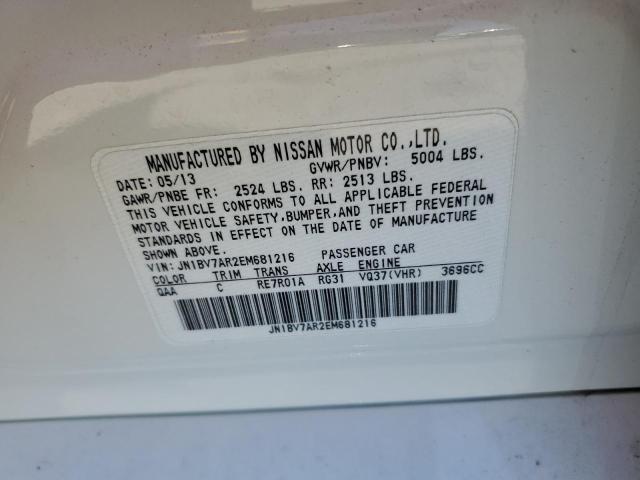 MANUFACTURED BY NISSAN MOTOR CO.,LTD.
DATE: 05/13 GVWR/PNBV: 5004 LBS.
GAWR/PNBE FR: 2524 LBS. RR: 2513 LBS.
THIS VEHICLE CONFORMS TO ALL APPLICABLE FEDERAL
MOTOR VEHICLE SAFETY,BUMPER,AND THEFT PREVENTION
STANDARDS IN EFFECT ON THE DATE OF MANUFACTURE
SHOWN ABOVE.
VIN: JN1BV7AR2EM681216 PASSENGER CAR
COLOR TRIM TRANS AXLE ENGINE
QAA C RE7R01A RG31 VQ37(VHR) 3696CC
JN1BV7AR2EM681216